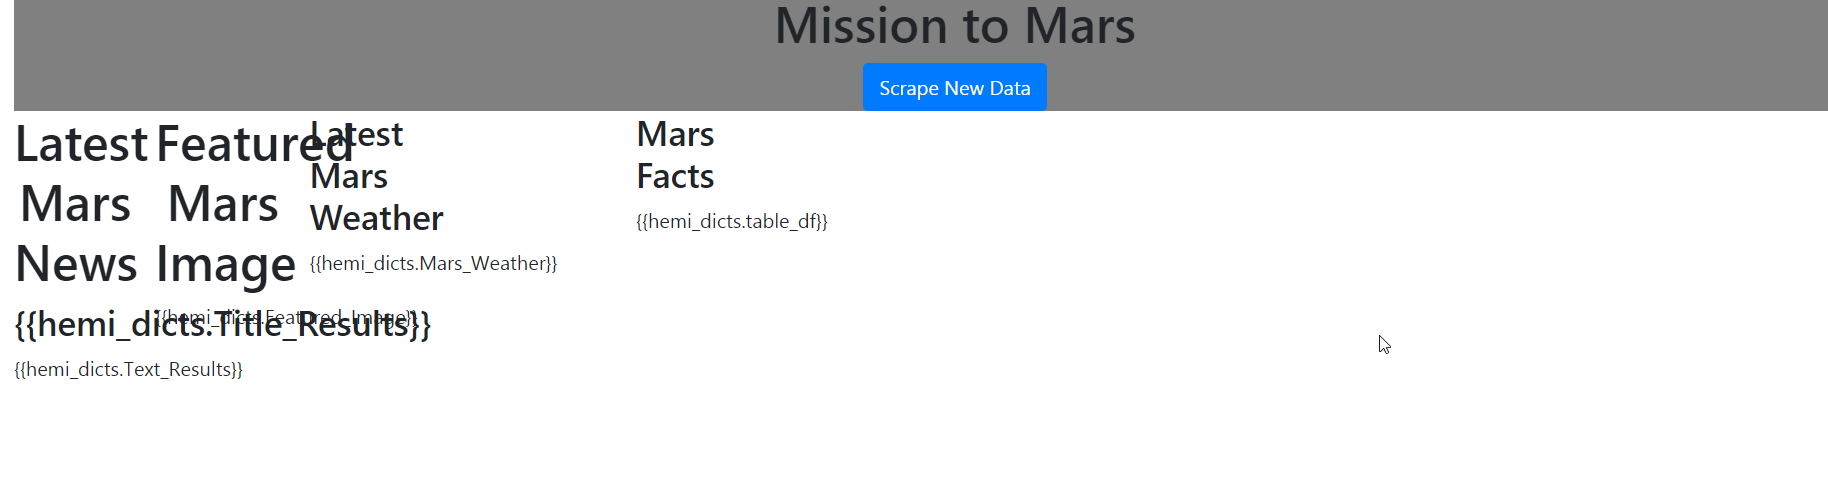 Mission to Mars
Scrape New Data
Latest
Mars
News
{{hemi_dicts.Title_Results}}
{{hemi_dicts.Text_Results}}
Featured
Mars
Image
{{hemi_dicts.Featured_Image}}
Latest
Mars
Weather
{{hemi_dicts.Mars_Weather}}
Mars
Facts
{{hemi_dicts.table_df}}